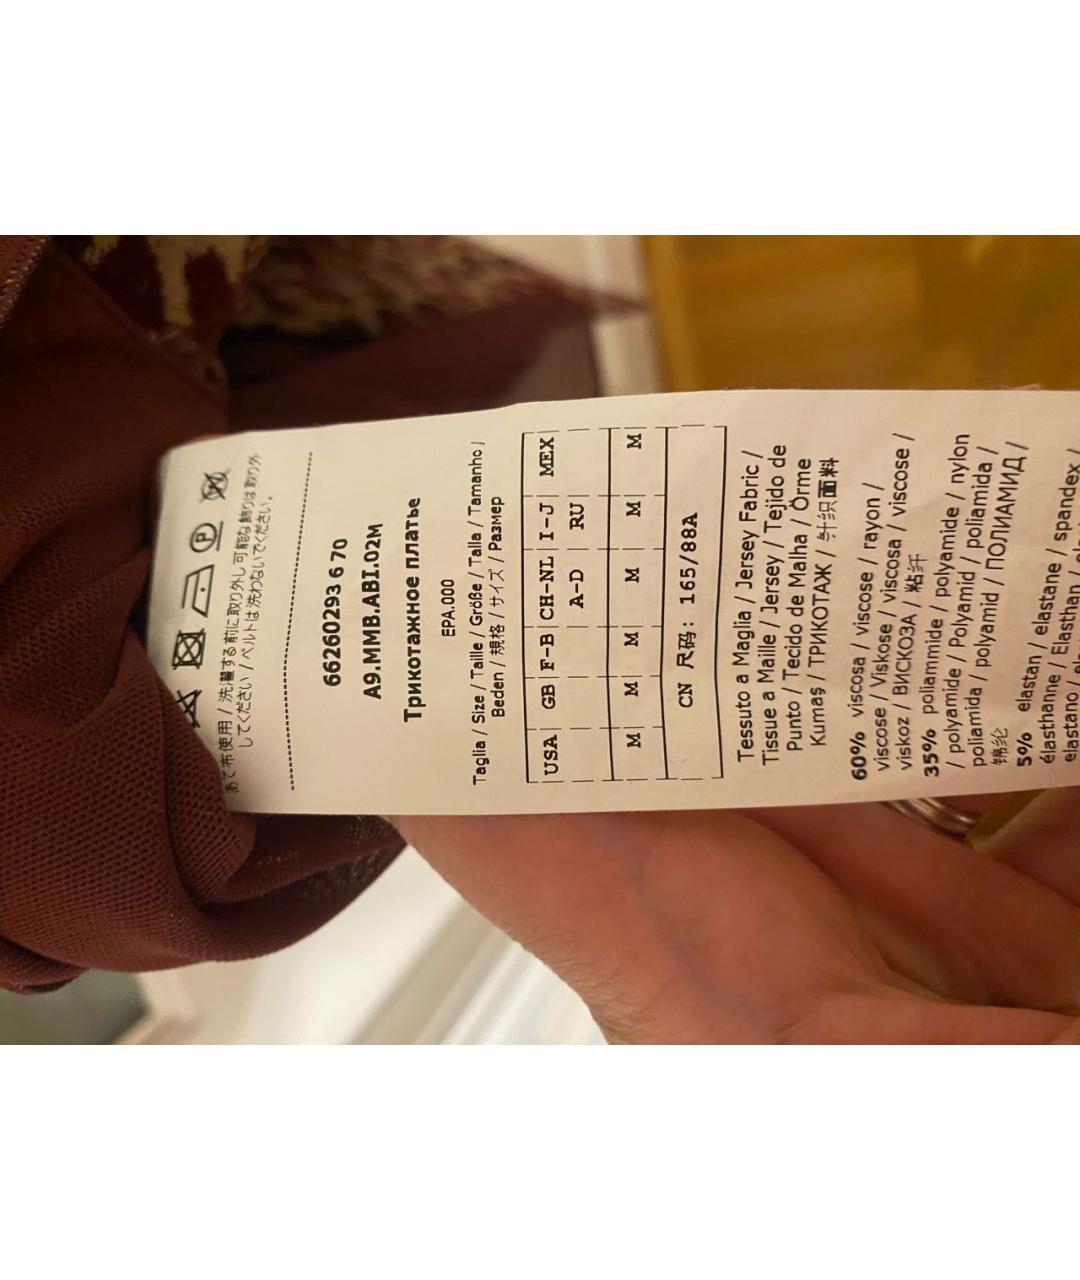 あて布使用 / 洗濯する前に取り外し可能な飾りは取り外
してください / ベルトは洗わないでください。
66260293 6 70
A9.MMB.ABI.02M
Трикотажное платье
EPA.000
Taglia / Size / Taille / Größe / Talla / Tamanho /
Beden / 規格 / サイズ / Размер
USA GB F-B CH-NL I-J MEX
A-D RU
M M M M M M
CN 尺码: 165/88A
Tessuto a Maglia / Jersey Fabric /
Tissue a Maille / Jersey / Tejido de
Punto / Tecido de Malha / Örme
Kumaş / ТРИКОТАЖ / 针织面料
60% viscosa / viscose / rayon /
viscose / Viskose / viscosa / viscose /
viskoz / ВИСКОЗА / 粘纤
35% poliammide / polyamide / nylon
/ polyamide / Polyamid / poliamida /
poliamida / polyamid / ПОЛИАМИД /
锦纶
5% elastan / elastane / spandex /
élasthanne / Elasthan /
elastano /